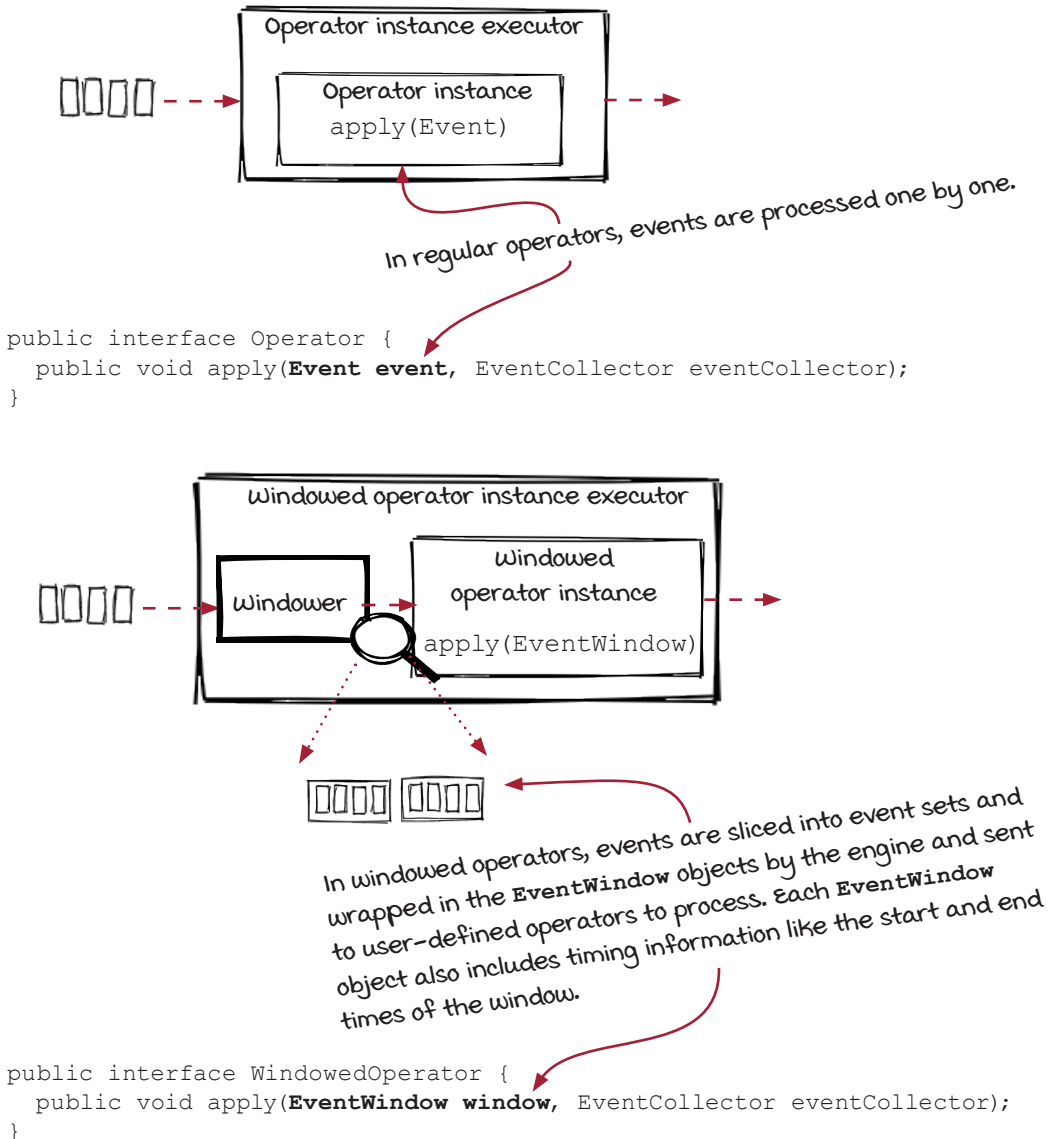 Operator instance executor
Operator instance
apply(Event)
In regular operators, events are processed one by one.
public interface Operator {
  public void apply(Event event, EventCollector eventCollector);
}
Windowed operator instance executor
Windower
Windowed
operator instance
apply(EventWindow)
In windowed operators, events are sliced into event sets and
wrapped in the EventWindow objects by the engine and sent
to user-defined operators to process. Each EventWindow
object also includes timing information like the start and end
times of the window.
public interface WindowedOperator {
  public void apply(EventWindow window, EventCollector eventCollector);
}